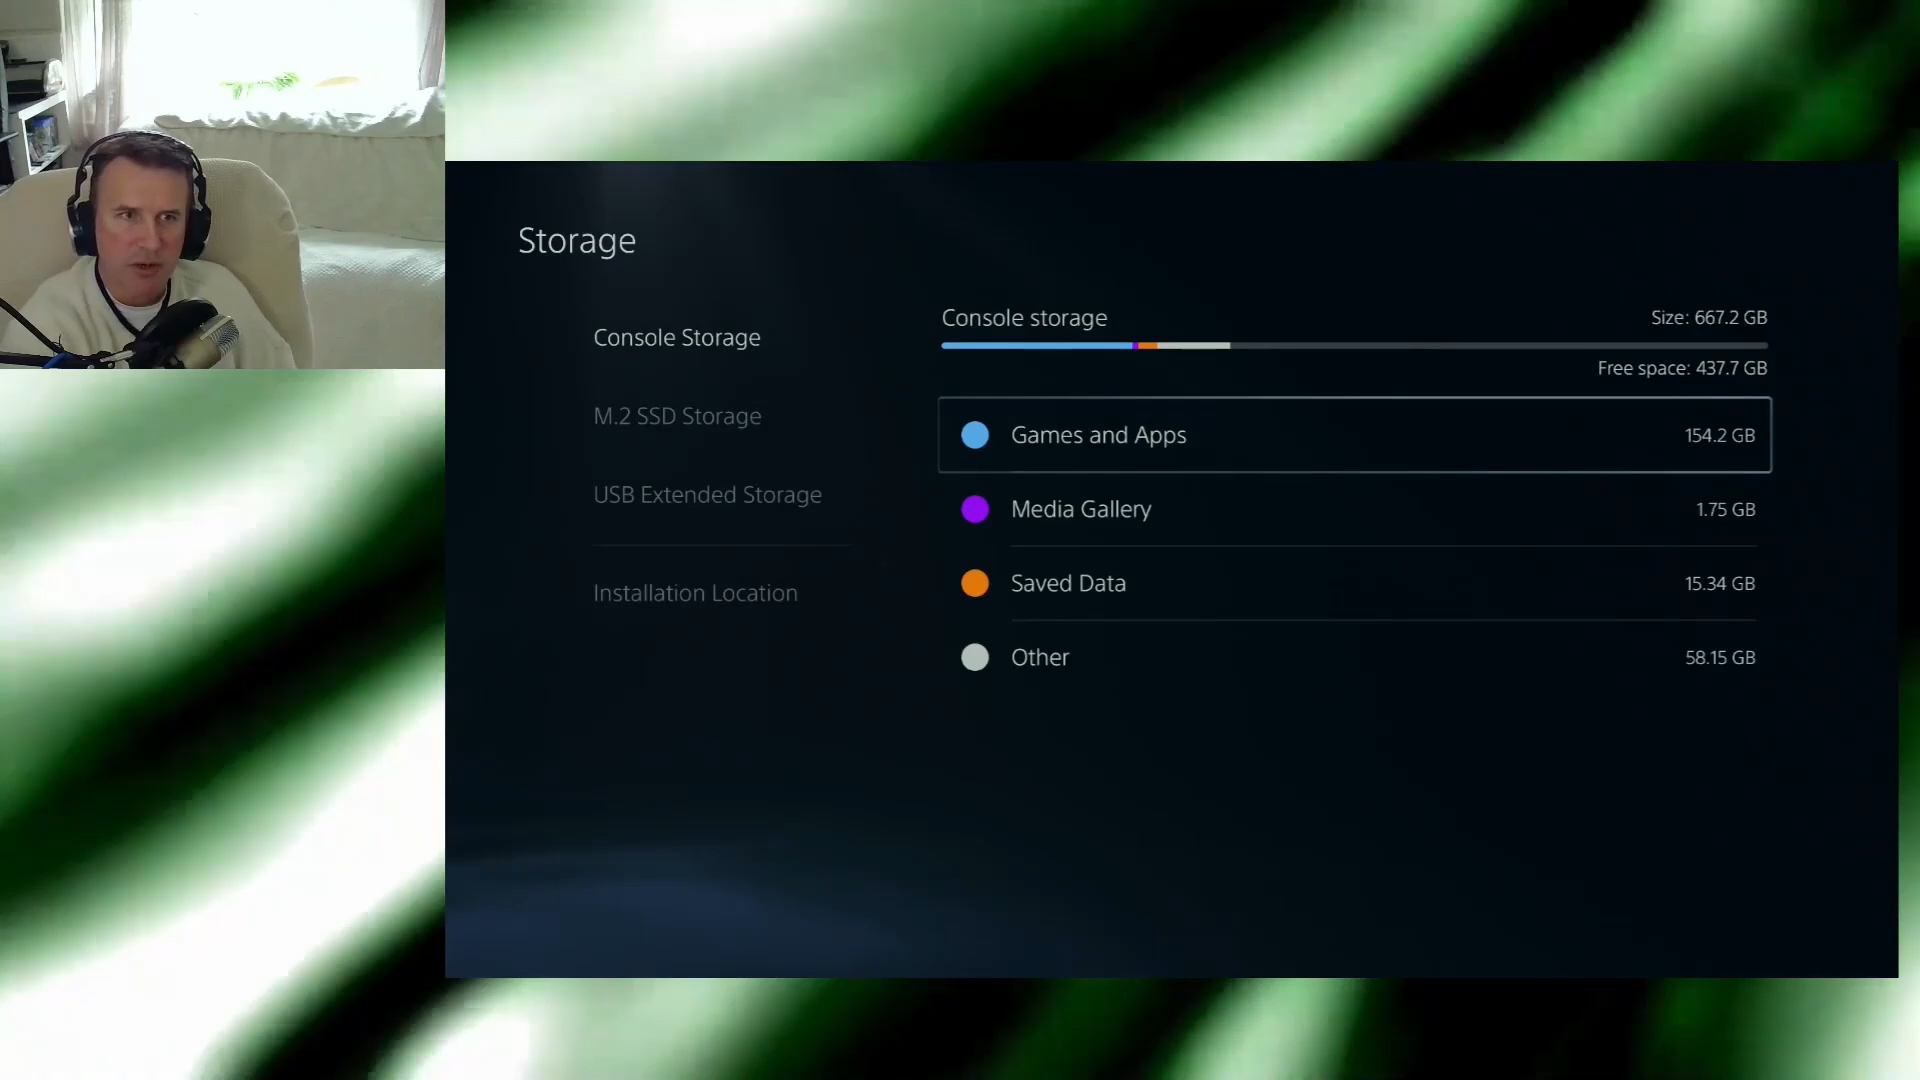 Storage
Console Storage
M.2 SSD Storage
USB Extended Storage
Installation Location
Console storage
Size: 667.2 GB
Free space: 437.7 GB
Games and Apps
154.2 GB
Media Gallery
1.75 GB
Saved Data
15.34 GB
Other
58.15 GB